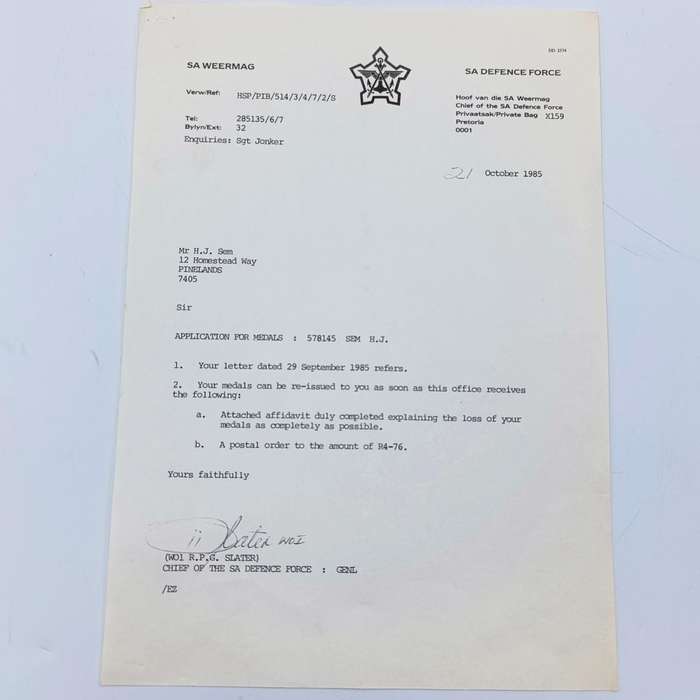 DD 1174
SA WEERMAG
SA DEFENCE FORCE
Verw/Ref: HSP/PIB/514/3/4/7/2/S
Tel: 285135/6/7
Bylyn/Ext: 32
Enquiries: Sgt Jonker
Hoof van die SA Weermag
Chief of the SA Defence Force
Privaatsak/Private Bag X159
Pretoria
0001
21 October 1985
Mr H.J. Sem
12 Homestead Way
PINELANDS
7405
Sir
APPLICATION FOR MEDALS : 578145 SEM H.J.
1. Your letter dated 29 September 1985 refers.
2. Your medals can be re-issued to you as soon as this office receives
the following:
a. Attached affidavit duly completed explaining the loss of your
medals as completely as possible.
b. A postal order to the amount of R4-76.
Yours faithfully
Slater WOI
(WO1 R.P.G. SLATER)
CHIEF OF THE SA DEFENCE FORCE : GENL
/EZ